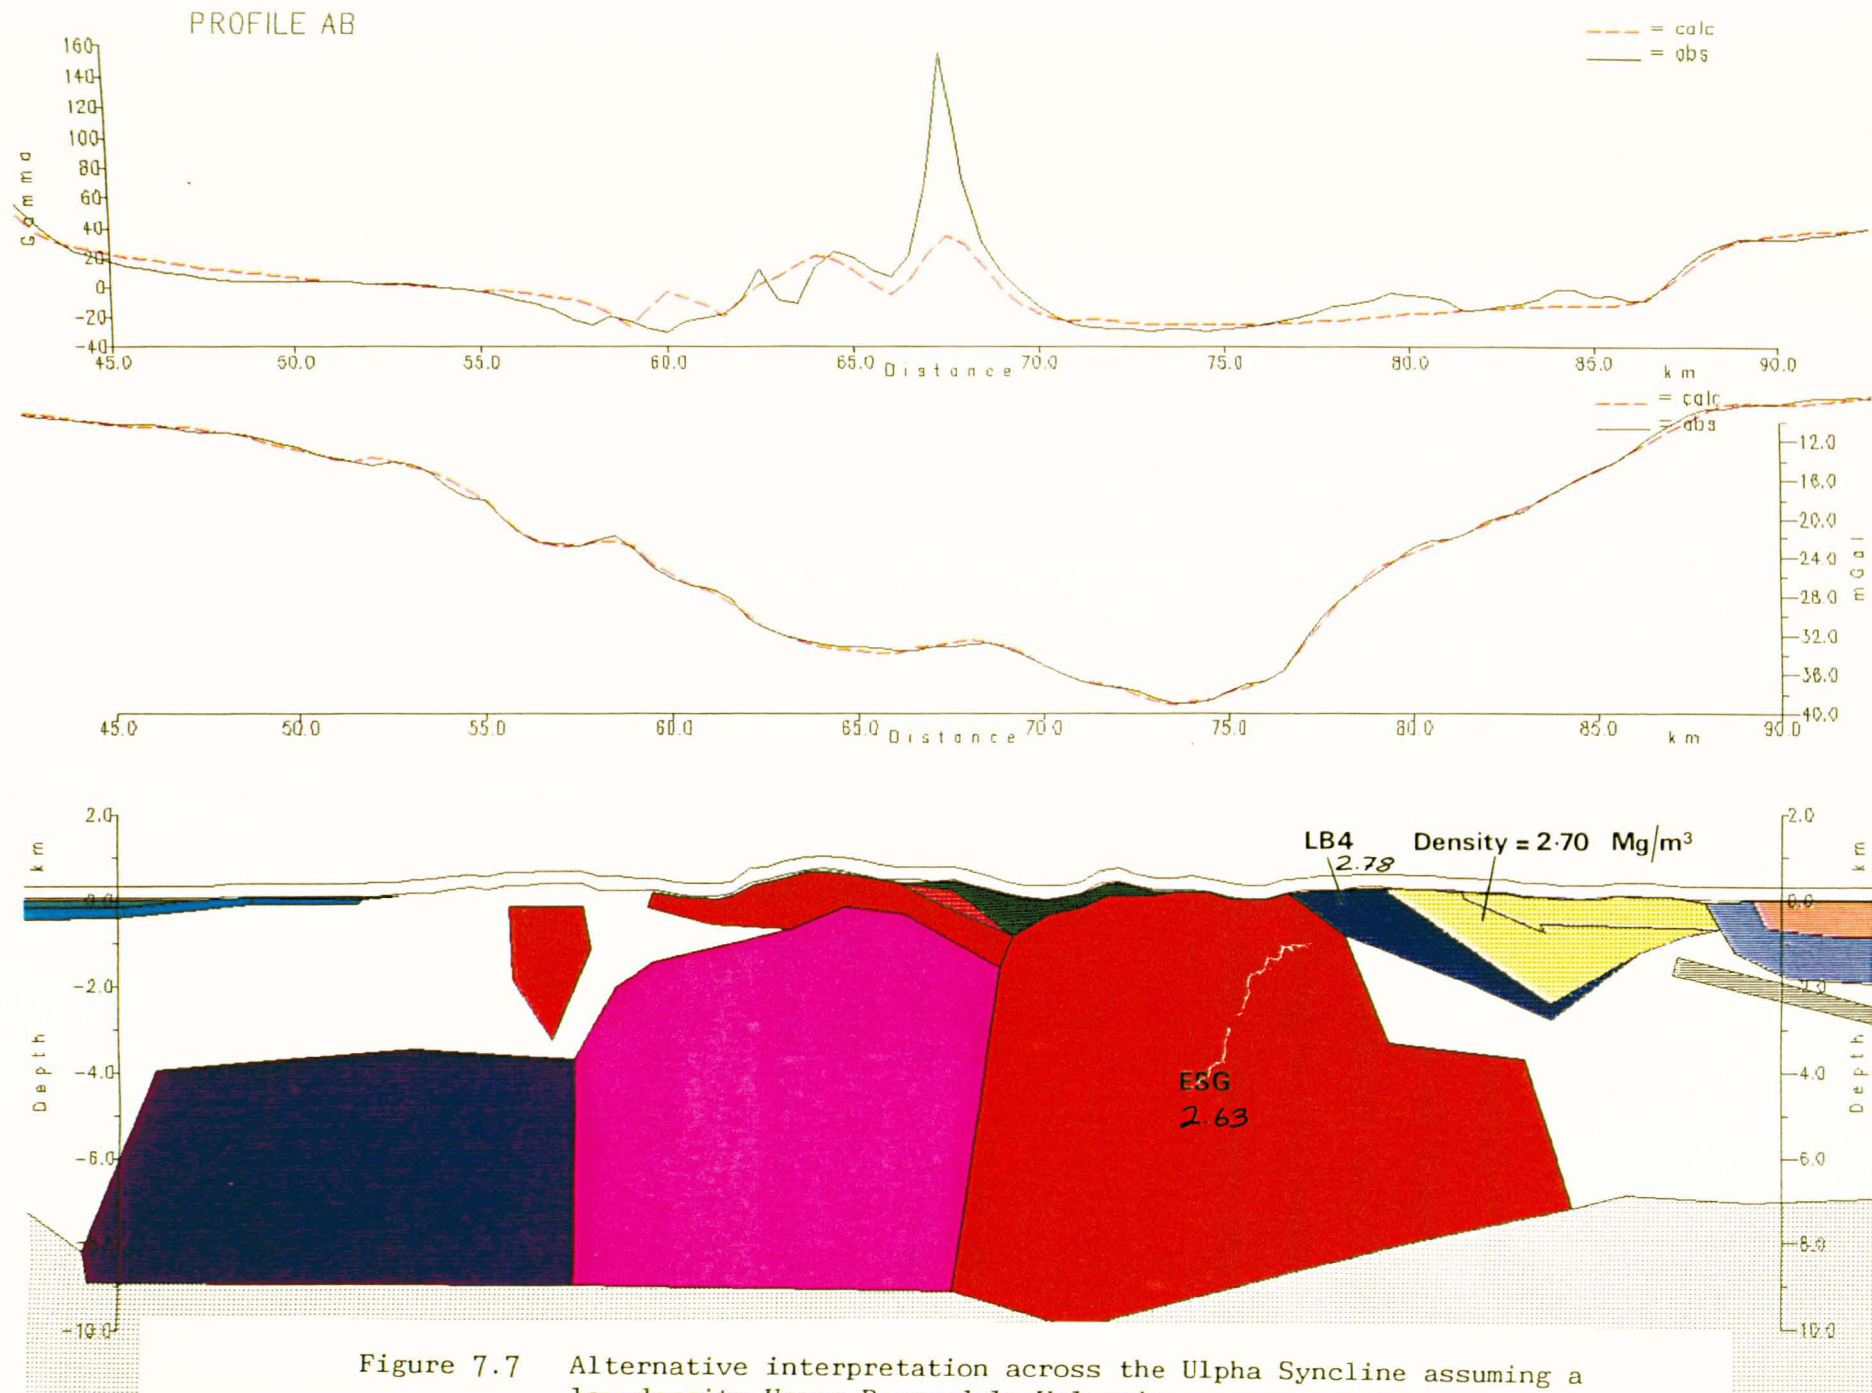 PROFILE AB
= calc
= obs
160
140
120
100
80
60
40
20
0
-20
-40
Gamma
45.0 50.0 55.0 60.0 65.0 70.0 75.0 80.0 85.0 90.0
Distance km
= calc
= obs
-12.0
-16.0
-20.0
-24.0
-28.0
-32.0
-36.0
-40.0
mGal
45.0 50.0 55.0 60.0 65.0 70.0 75.0 80.0 85.0 90.0
Distance km
2.0
0.0
-2.0
-4.0
-6.0
-10.0
km
Depth
LB4
2.78
Density = 2·70 Mg/m³
ESG
2.63
2.0
0.0
-2.0
-4.0
-6.0
-8.0
-10.0
km
Depth
Figure 7.7 Alternative interpretation across the Ulpha Syncline assuming a